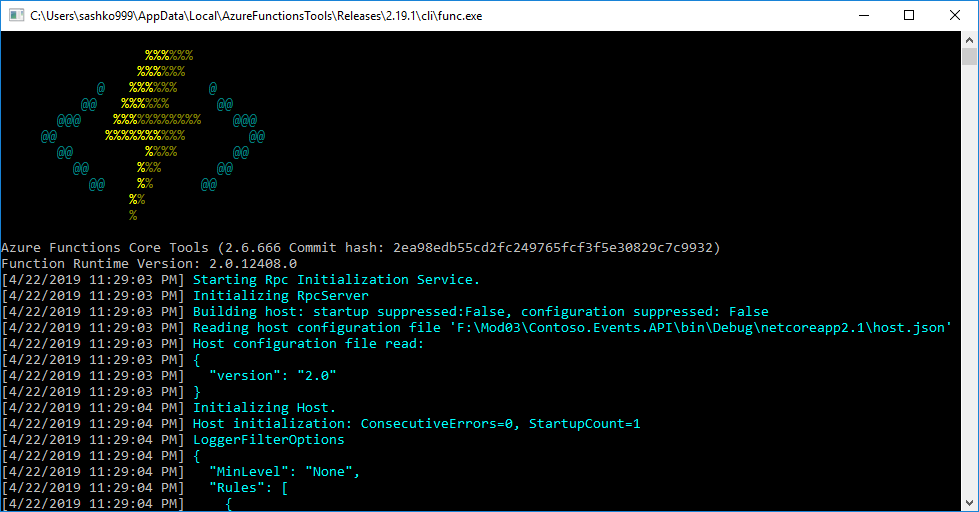 C:\Users\sashko999\AppData\Local\AzureFunctionsTools\Releases\2.19.1\cli\func.exe
%%%%%%
%%%%%%
@ %%%%%% @
@@ %%%%%% @@
@@@ %%%%%%%%%%% @@@
@@ %%%%%%%%%% @@
@@ %%%% @@
@@ %%% @@
@@ %% @@
%%
%
Azure Functions Core Tools (2.6.666 Commit hash: 2ea98edb55cd2fc249765fcf3f5e30829c7c9932)
Function Runtime Version: 2.0.12408.0
[4/22/2019 11:29:03 PM] Starting Rpc Initialization Service.
[4/22/2019 11:29:03 PM] Initializing RpcServer
[4/22/2019 11:29:03 PM] Building host: startup suppressed:False, configuration suppressed: False
[4/22/2019 11:29:03 PM] Reading host configuration file 'F:\Mod03\Contoso.Events.API\bin\Debug\netcoreapp2.1\host.json'
[4/22/2019 11:29:03 PM] Host configuration file read:
[4/22/2019 11:29:03 PM] {
[4/22/2019 11:29:03 PM]   "version": "2.0"
[4/22/2019 11:29:03 PM] }
[4/22/2019 11:29:04 PM] Initializing Host.
[4/22/2019 11:29:04 PM] Host initialization: ConsecutiveErrors=0, StartupCount=1
[4/22/2019 11:29:04 PM] LoggerFilterOptions
[4/22/2019 11:29:04 PM] {
[4/22/2019 11:29:04 PM]   "MinLevel": "None",
[4/22/2019 11:29:04 PM]   "Rules": [
[4/22/2019 11:29:04 PM]     {